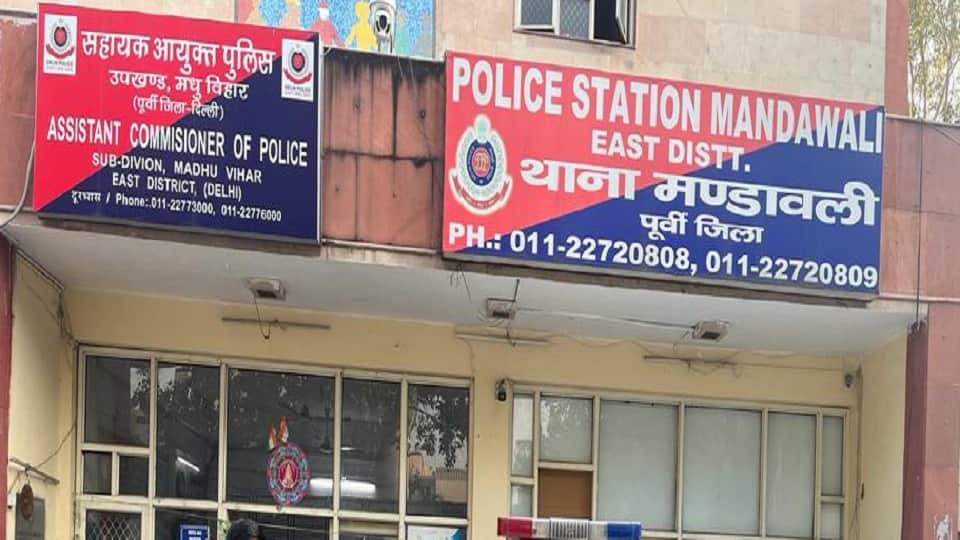 सहायक आयुक्त पुलिस
उपखण्ड, मधु विहार
(पूर्वी जिला-दिल्ली)
ASSISTANT COMMISIONER OF POLICE
SUB-DIVION, MADHU VIHAR
EAST DISTRICT, (DELHI)
दूरभास / Phone:.011-22773000, 011-22776000
POLICE STATION MANDAWALI
EAST DISTT.
थाना मण्डावली
पूर्वी जिला
PH.: 011-22720808, 011-22720809